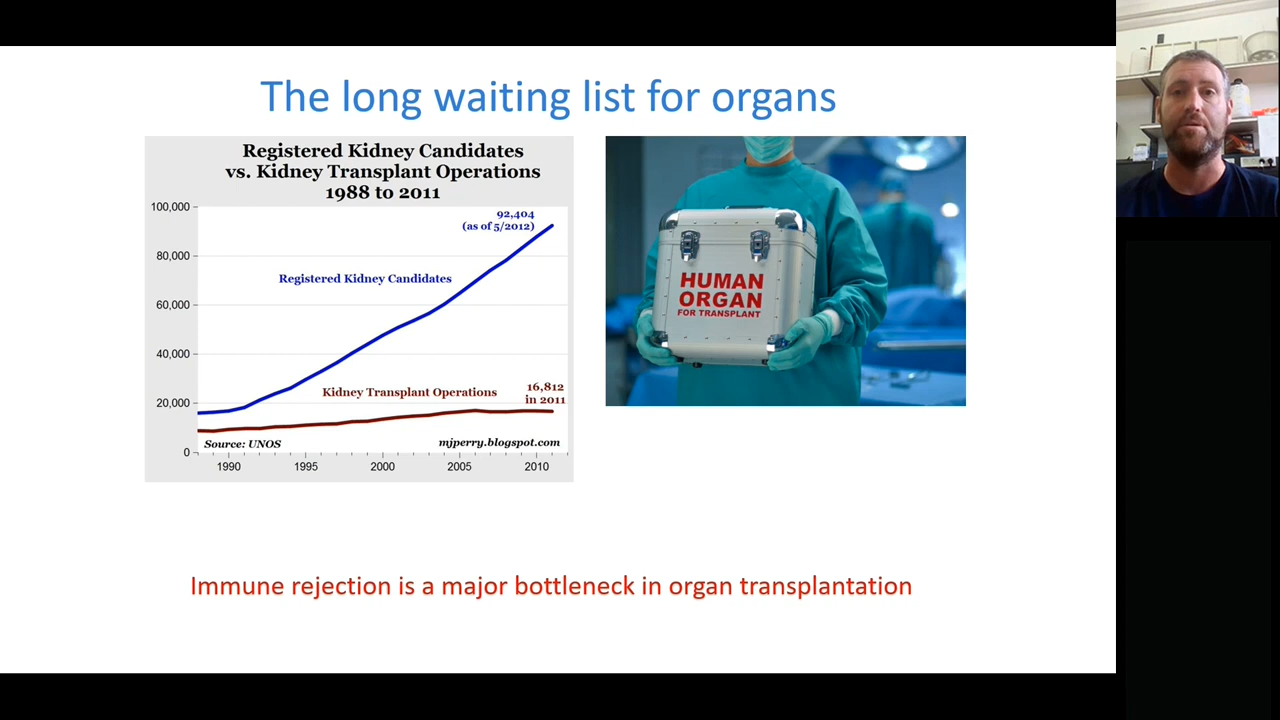 The long waiting list for organs
Registered Kidney Candidates
vs. Kidney Transplant Operations
1988 to 2011
100,000
80,000
60,000
40,000
20,000
0
92,404
(as of 5/2012)
Registered Kidney Candidates
Kidney Transplant Operations
16,812
in 2011
Source: UNOS
mjperry.blogspot.com
1990
1995
2000
2005
2010
HUMAN
ORGAN
FOR TRANSPLANT
Immune rejection is a major bottleneck in organ transplantation